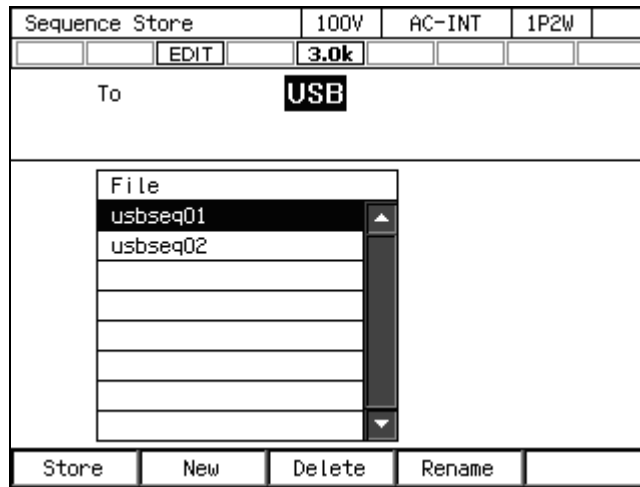 Sequence Store 100V AC-INT 1P2W
EDIT 3.0k
To USB
File
usbseq01
usbseq02
Store New Delete Rename